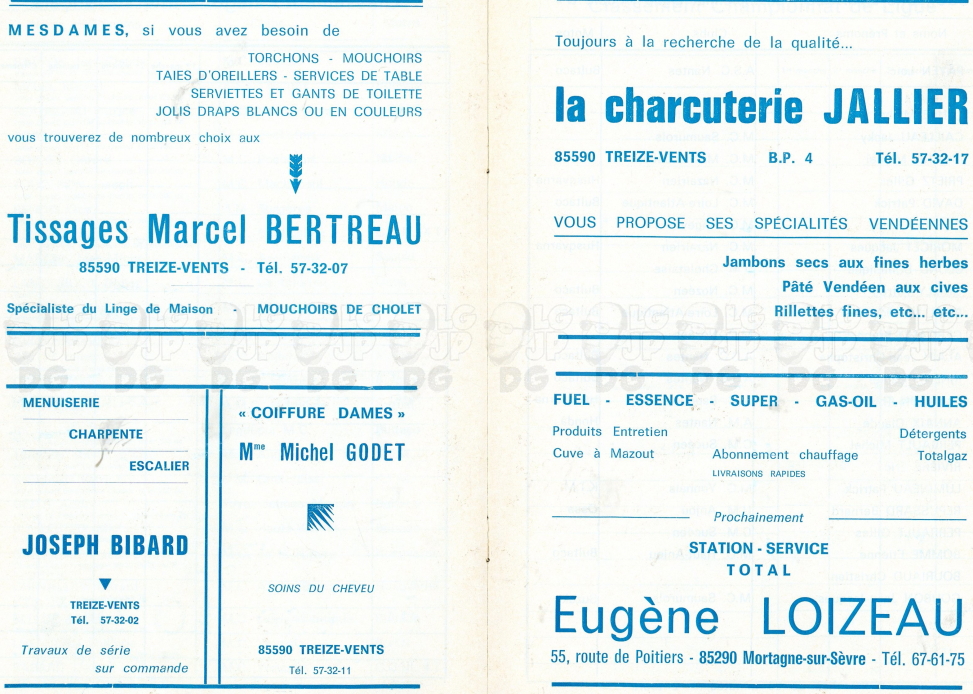 MESDAMES, si vous avez besoin de
TORCHONS - MOUCHOIRS
TAIES D'OREILLERS - SERVICES DE TABLE
SERVIETTES ET GANTS DE TOILETTE
JOLIS DRAPS BLANCS OU EN COULEURS
vous trouverez de nombreux choix aux
Tissages Marcel BERTREAU
85590 TREIZE-VENTS - Tél. 57-32-07
Spécialiste du Linge de Maison - MOUCHOIRS DE CHOLET
MENUISERIE
CHARPENTE
ESCALIER
JOSEPH BIBARD
TREIZE-VENTS
Tél. 57-32-02
Travaux de série
sur commande
« COIFFURE DAMES »
Mme Michel GODET
SOINS DU CHEVEU
85590 TREIZE-VENTS
Tél. 57-32-11
Toujours à la recherche de la qualité...
la charcuterie JALLIER
85590 TREIZE-VENTS B.P. 4 Tél. 57-32-17
VOUS PROPOSE SES SPÉCIALITÉS VENDÉENNES
Jambons secs aux fines herbes
Pâté Vendéen aux cives
Rillettes fines, etc... etc...
FUEL - ESSENCE - SUPER - GAS-OIL - HUILES
Produits Entretien Détergents
Cuve à Mazout Abonnement chauffage Totalgaz
LIVRAISONS RAPIDES
Prochainement
STATION - SERVICE
TOTAL
Eugène LOIZEAU
55, route de Poitiers - 85290 Mortagne-sur-Sèvre - Tél. 67-61-75
LG JP DG